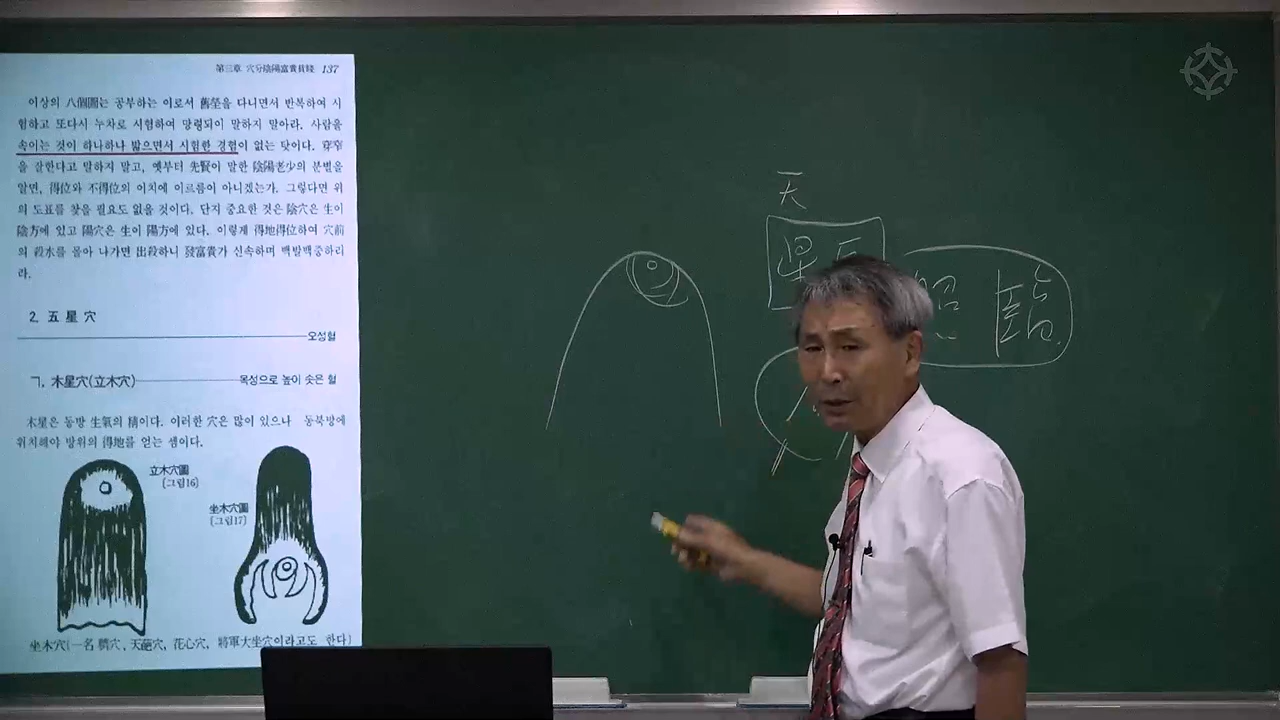 第三章 穴分陰陽富貴貧賤 137
이상의 八個圖는 공부하는 이로서 舊塋을 다니면서 반복하여 시
험하고 또다시 누차로 시험하여 망령되이 말하지 말아라. 사람을
속이는 것이 하나하나 밟으면서 시험한 경험이 없는 탓이다. 穿窄
을 잘한다고 말하지 말고, 옛부터 先賢이 말한 陰陽老少의 분별을
알면, 得位와 不得位의 이치에 이르름이 아니겠는가. 그렇다면 위
의 도표를 찾을 필요도 없을 것이다. 단지 중요한 것은 陰穴은 生이
陰方에 있고 陽穴은 生이 陽方에 있다. 이렇게 得地得位하여 穴前
의 殺水를 몰아 나가면 出殺하니 發富貴가 신속하며 백발백중하리
라.
2. 五星穴
오성혈
ㄱ. 木星穴(立木穴)
목성으로 높이 솟은 혈
木星은 동방 生氣의 精이다. 이러한 穴은 많이 있으나 동북방에
위치해야 방위의 得地를 얻는 셈이다.
立木穴圖
[그림16]
坐木穴圖
[그림17]
坐木穴(一名 臍穴, 天葩穴, 花心穴, 將軍大坐穴이라고도 한다)
天
星辰
照 臨